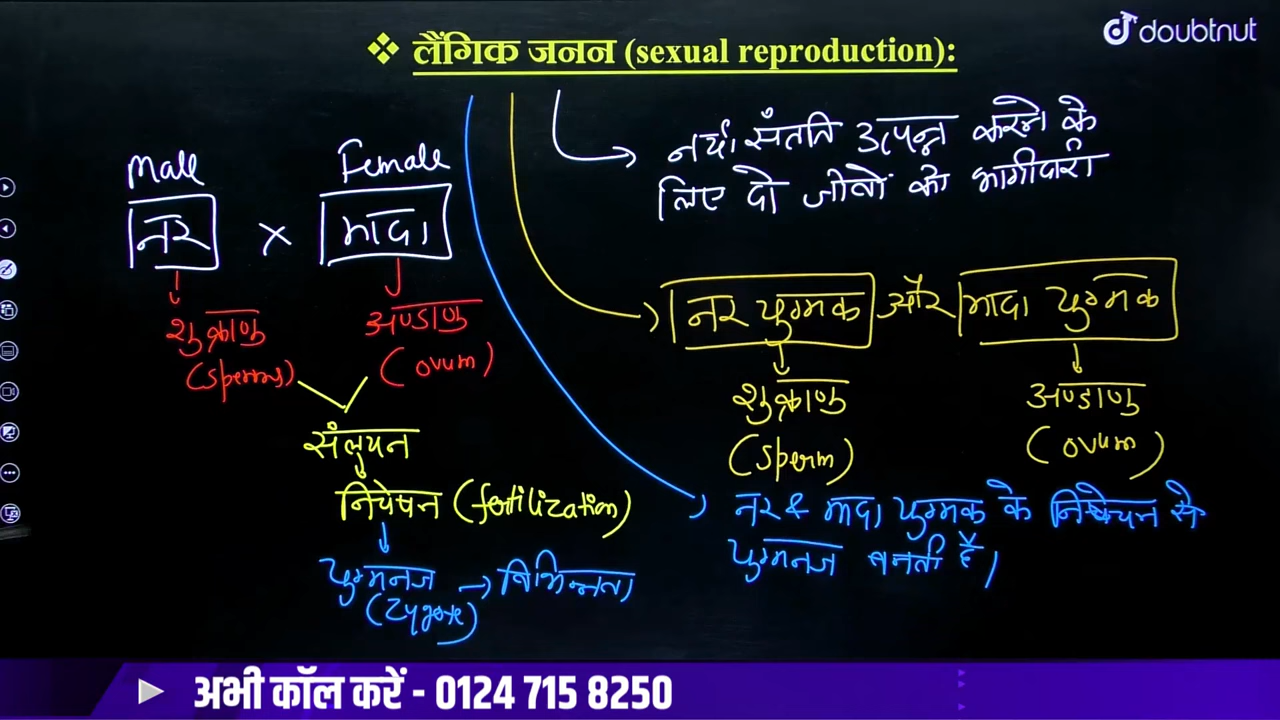 doubtnut
❖ लैंगिक जनन (sexual reproduction):
नयी संतति उत्पन्न करने के
लिए दो जीवों की भागीदारी
Male
Female
नर × मादा
शुक्राणु
(sperms)
अण्डाणु
(ovum)
संलयन
निषेचन (fertilization)
युग्मनज → विभिन्नता
(Zygote)
नर युग्मक और मादा युग्मक
शुक्राणु
(sperm)
अण्डाणु
(ovum)
नर & मादा युग्मक के निषेचन से
युग्मनज बनती है।
अभी कॉल करें - 0124 715 8250